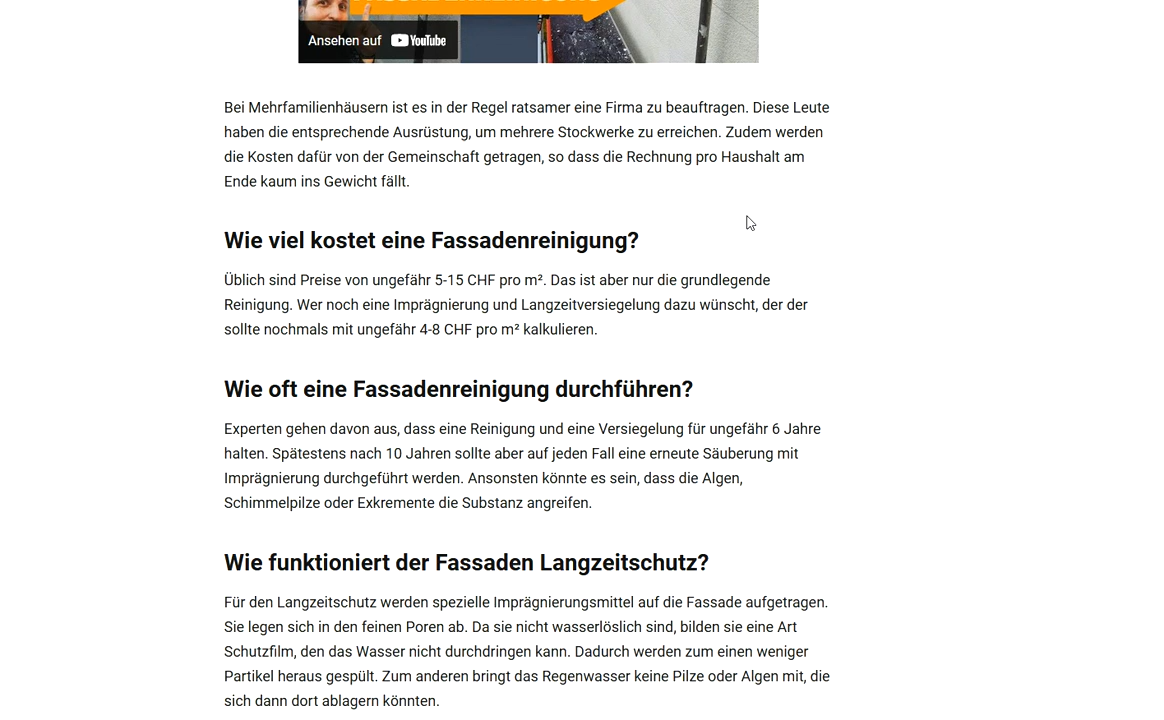 Ansehen auf YouTube
Bei Mehrfamilienhäusern ist es in der Regel ratsamer eine Firma zu beauftragen. Diese Leute
haben die entsprechende Ausrüstung, um mehrere Stockwerke zu erreichen. Zudem werden
die Kosten dafür von der Gemeinschaft getragen, so dass die Rechnung pro Haushalt am
Ende kaum ins Gewicht fällt.
Wie viel kostet eine Fassadenreinigung?
Üblich sind Preise von ungefähr 5-15 CHF pro m². Das ist aber nur die grundlegende
Reinigung. Wer noch eine Imprägnierung und Langzeitversiegelung dazu wünscht, der der
sollte nochmals mit ungefähr 4-8 CHF pro m² kalkulieren.
Wie oft eine Fassadenreinigung durchführen?
Experten gehen davon aus, dass eine Reinigung und eine Versiegelung für ungefähr 6 Jahre
halten. Spätestens nach 10 Jahren sollte aber auf jeden Fall eine erneute Säuberung mit
Imprägnierung durchgeführt werden. Ansonsten könnte es sein, dass die Algen,
Schimmelpilze oder Exkremente die Substanz angreifen.
Wie funktioniert der Fassaden Langzeitschutz?
Für den Langzeitschutz werden spezielle Imprägnierungsmittel auf die Fassade aufgetragen.
Sie legen sich in den feinen Poren ab. Da sie nicht wasserlöslich sind, bilden sie eine Art
Schutzfilm, den das Wasser nicht durchdringen kann. Dadurch werden zum einen weniger
Partikel heraus gespült. Zum anderen bringt das Regenwasser keine Pilze oder Algen mit, die
sich dann dort ablagern könnten.